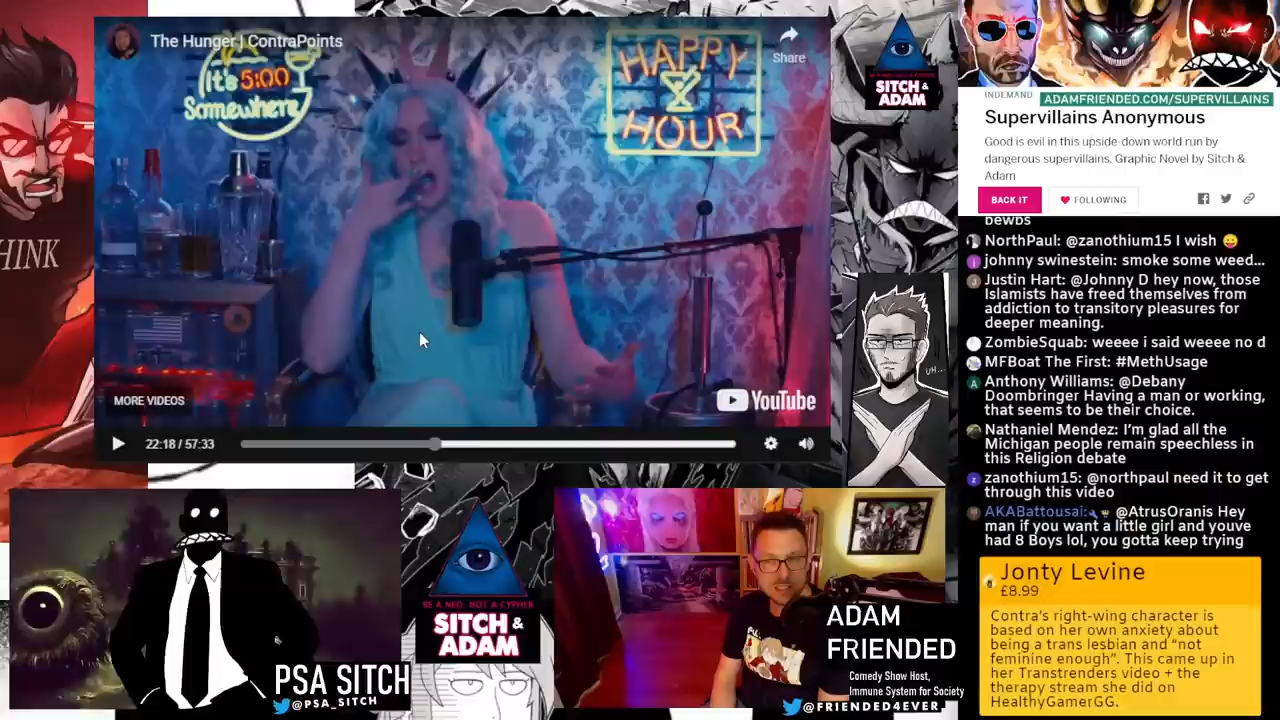 The Hunger | ContraPoints
Share
It's 5:00
Somewhere
HAPPY
HOUR
MORE VIDEOS
YouTube
22:18 / 57:33
HINK
SITCH
& ADAM
UH...
INDEMAND
ADAMFRIENDED.COM/SUPERVILLAINS
Supervillains Anonymous
Good is evil in this upside-down world run by
dangerous supervillains. Graphic Novel by Sitch &
Adam
BACK IT
FOLLOWING
bewbs
NorthPaul: @zanothium15 I wish 😛
johnny swinestein: smoke some weed...
Justin Hart: @Johnny D hey now, those
Islamists have freed themselves from
addiction to transitory pleasures for
deeper meaning.
ZombieSquab: weeee i said weeee no d
MFBoat The First: #MethUsage
Anthony Williams: @Debany
Doombringer Having a man or working,
that seems to be their choice.
Nathaniel Mendez: I'm glad all the
Michigan people remain speechless in
this Religion debate
zanothium15: @northpaul need it to get
through this video
AKABattousai: @AtrusOranis Hey
man if you want a little girl and youve
had 8 Boys lol, you gotta keep trying
Jonty Levine
£8.99
Contra's right-wing character is
based on her own anxiety about
being a trans lesbian and "not
feminine enough". This came up in
her Transtrenders video + the
therapy stream she did on
HealthyGamerGG.
PSA SITCH
@PSA_SITCH
BE A NEO, NOT A CYPHER
SITCH &
ADAM
ADAM
FRIENDED
Comedy Show Host,
Immune System for Society
@FRIENDED4EVER